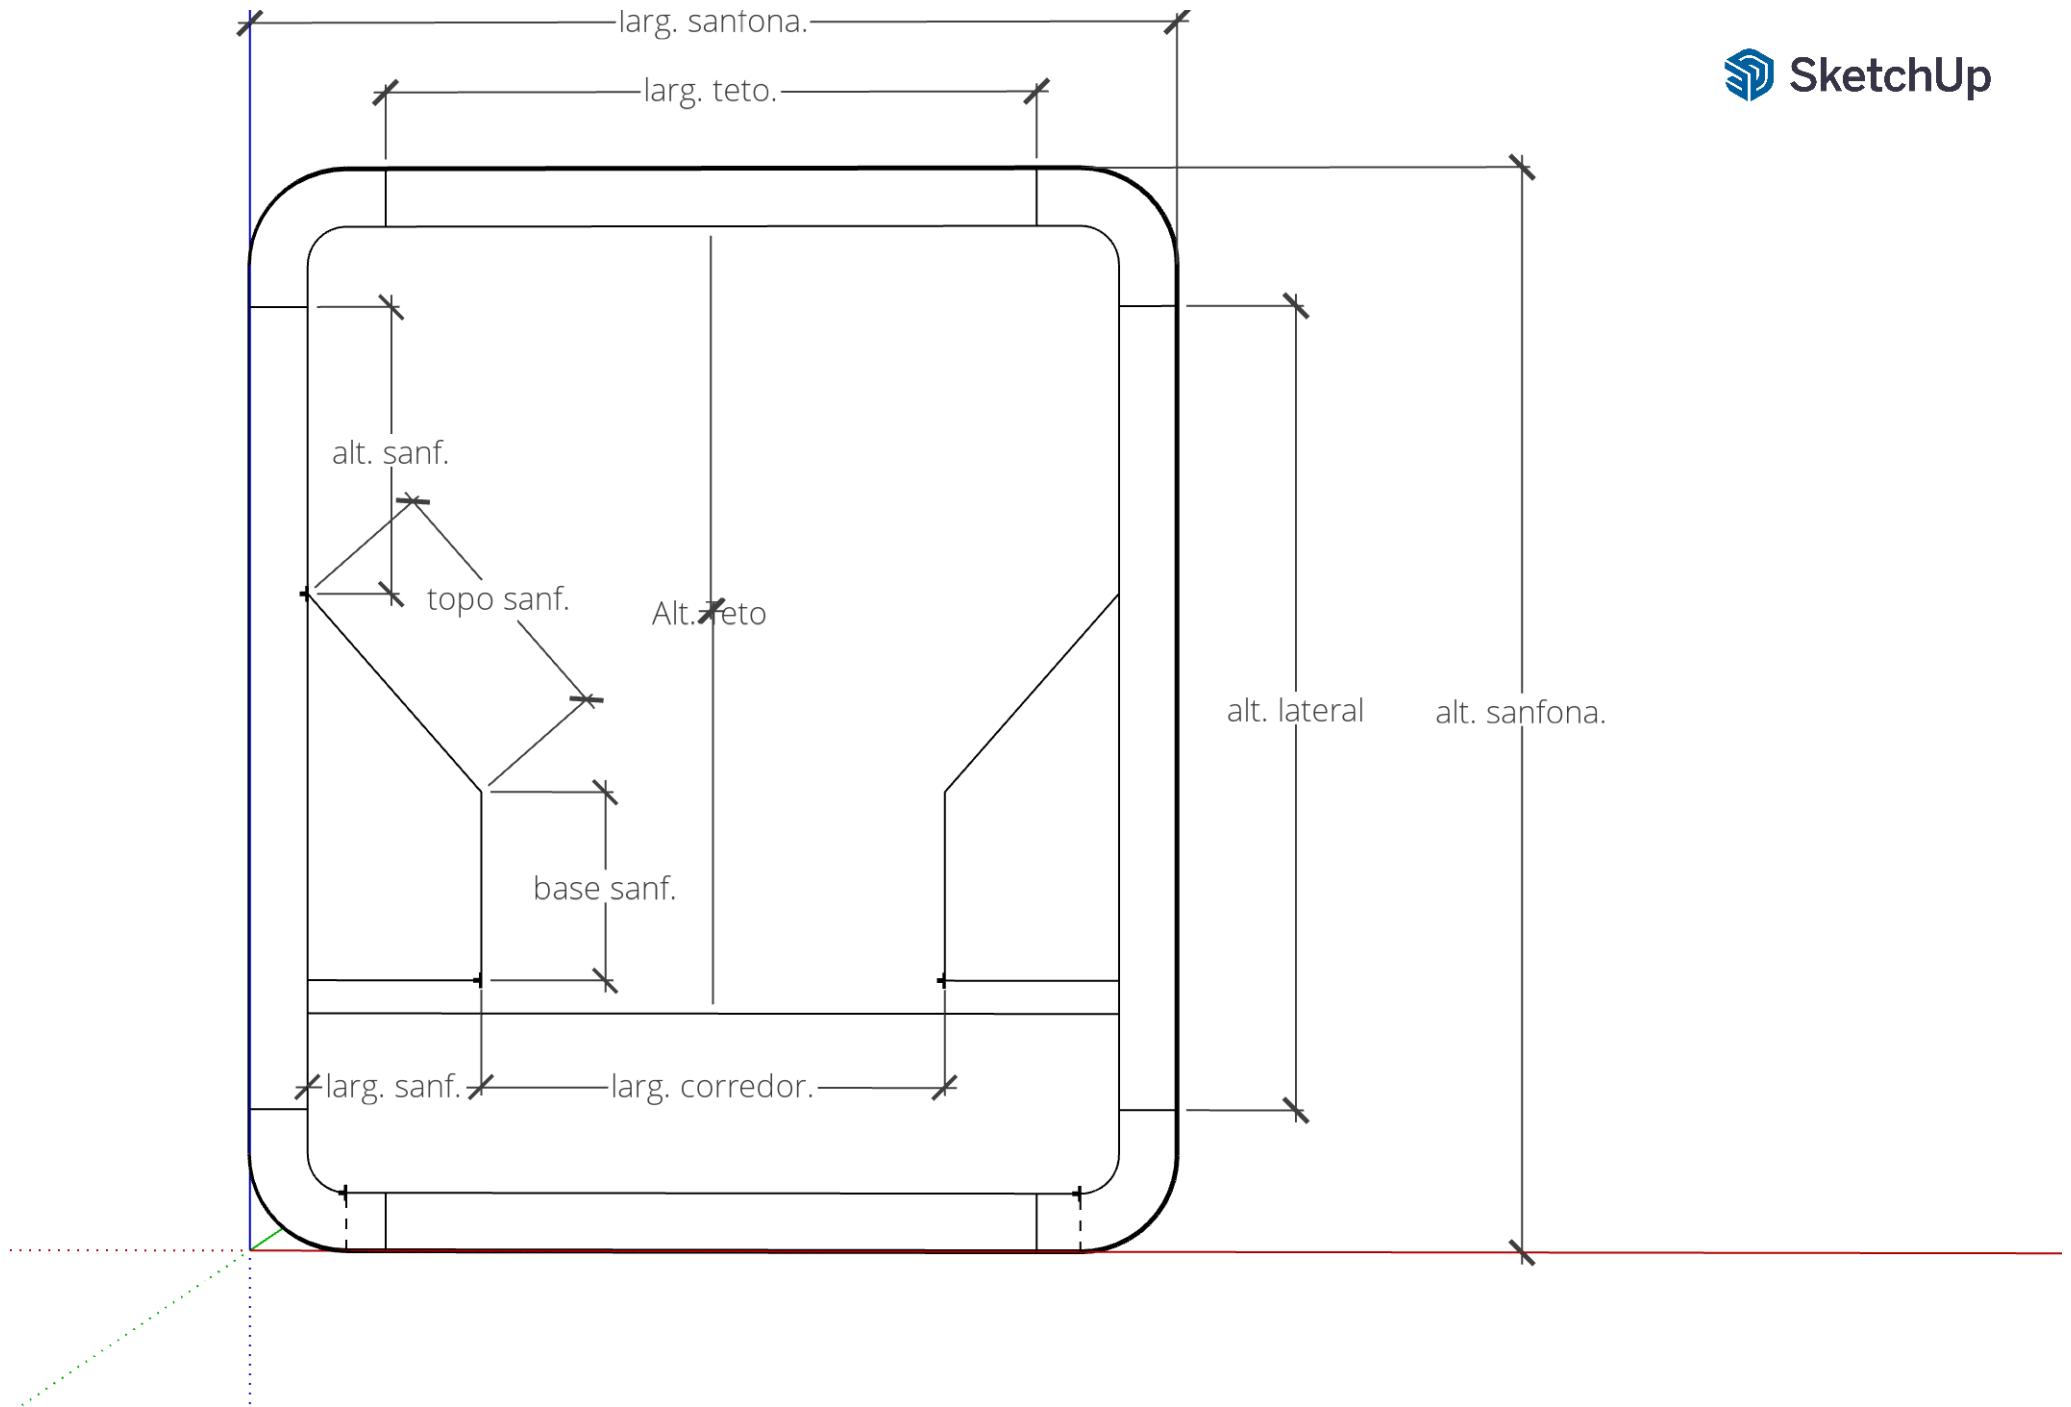 larg. sanfona.
SketchUp
larg. teto.
alt. sanf.
topo sanf.
Alt. eto
alt. lateral
alt. sanfona.
base sanf.
larg. sanf.
larg. corredor.